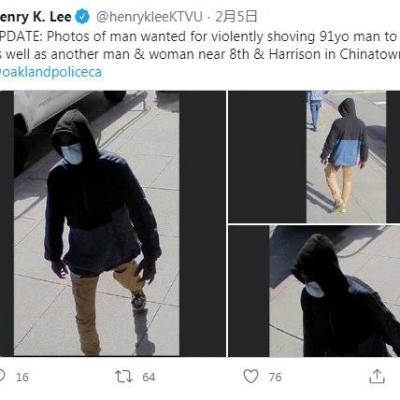 enry K. Lee @henrykleeKTVU · 2月5日
PDATE: Photos of man wanted for violently shoving 91yo man to
s well as another man & woman near 8th & Harrison in Chinatown
@oaklandpoliceca
16 64 76